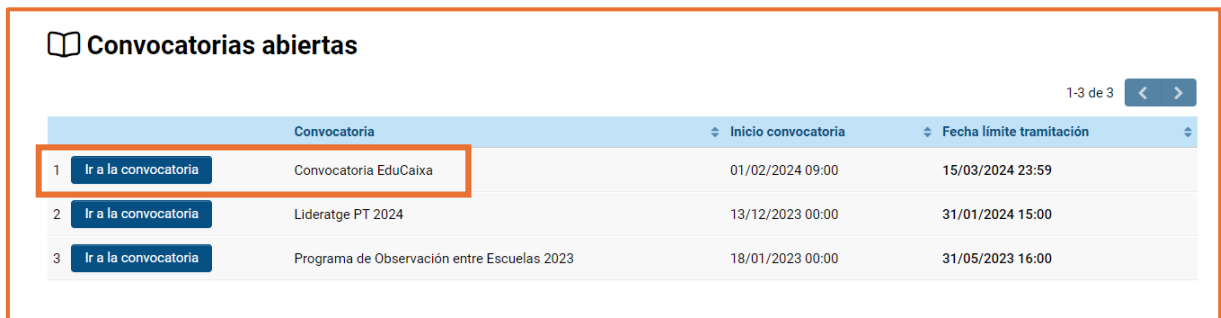 Convocatorias abiertas
1-3 de 3
Convocatoria Inicio convocatoria Fecha límite tramitación
1 Ir a la convocatoria Convocatoria EduCaixa 01/02/2024 09:00 15/03/2024 23:59
2 Ir a la convocatoria Lideratge PT 2024 13/12/2023 00:00 31/01/2024 15:00
3 Ir a la convocatoria Programa de Observación entre Escuelas 2023 18/01/2023 00:00 31/05/2023 16:00